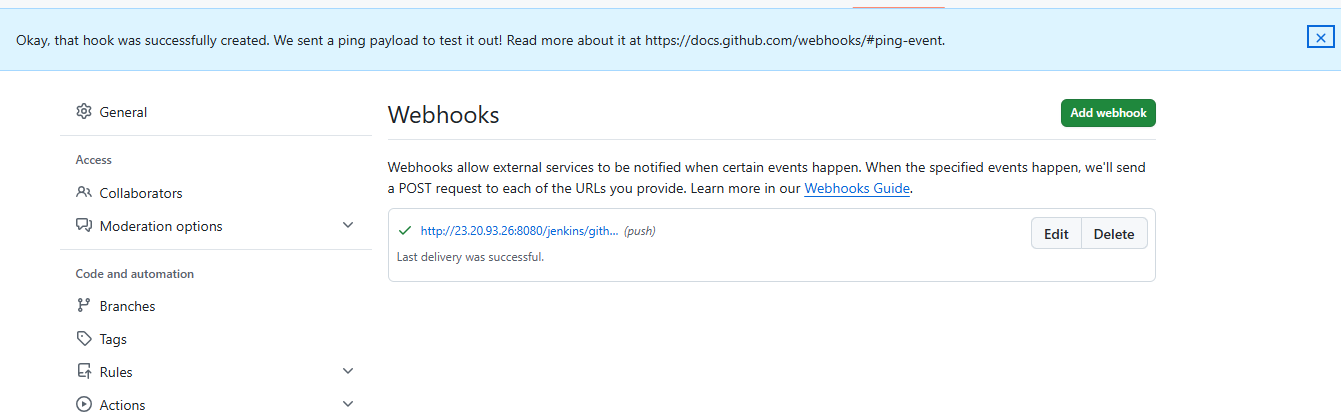 Okay, that hook was successfully created. We sent a ping payload to test it out! Read more about it at https://docs.github.com/webhooks/#ping-event.
General
Access
Collaborators
Moderation options
Code and automation
Branches
Tags
Rules
Actions
Webhooks
Add webhook
Webhooks allow external services to be notified when certain events happen. When the specified events happen, we'll send
a POST request to each of the URLs you provide. Learn more in our Webhooks Guide.
http://23.20.93.26:8080/jenkins/gith... (push)
Edit
Delete
Last delivery was successful.